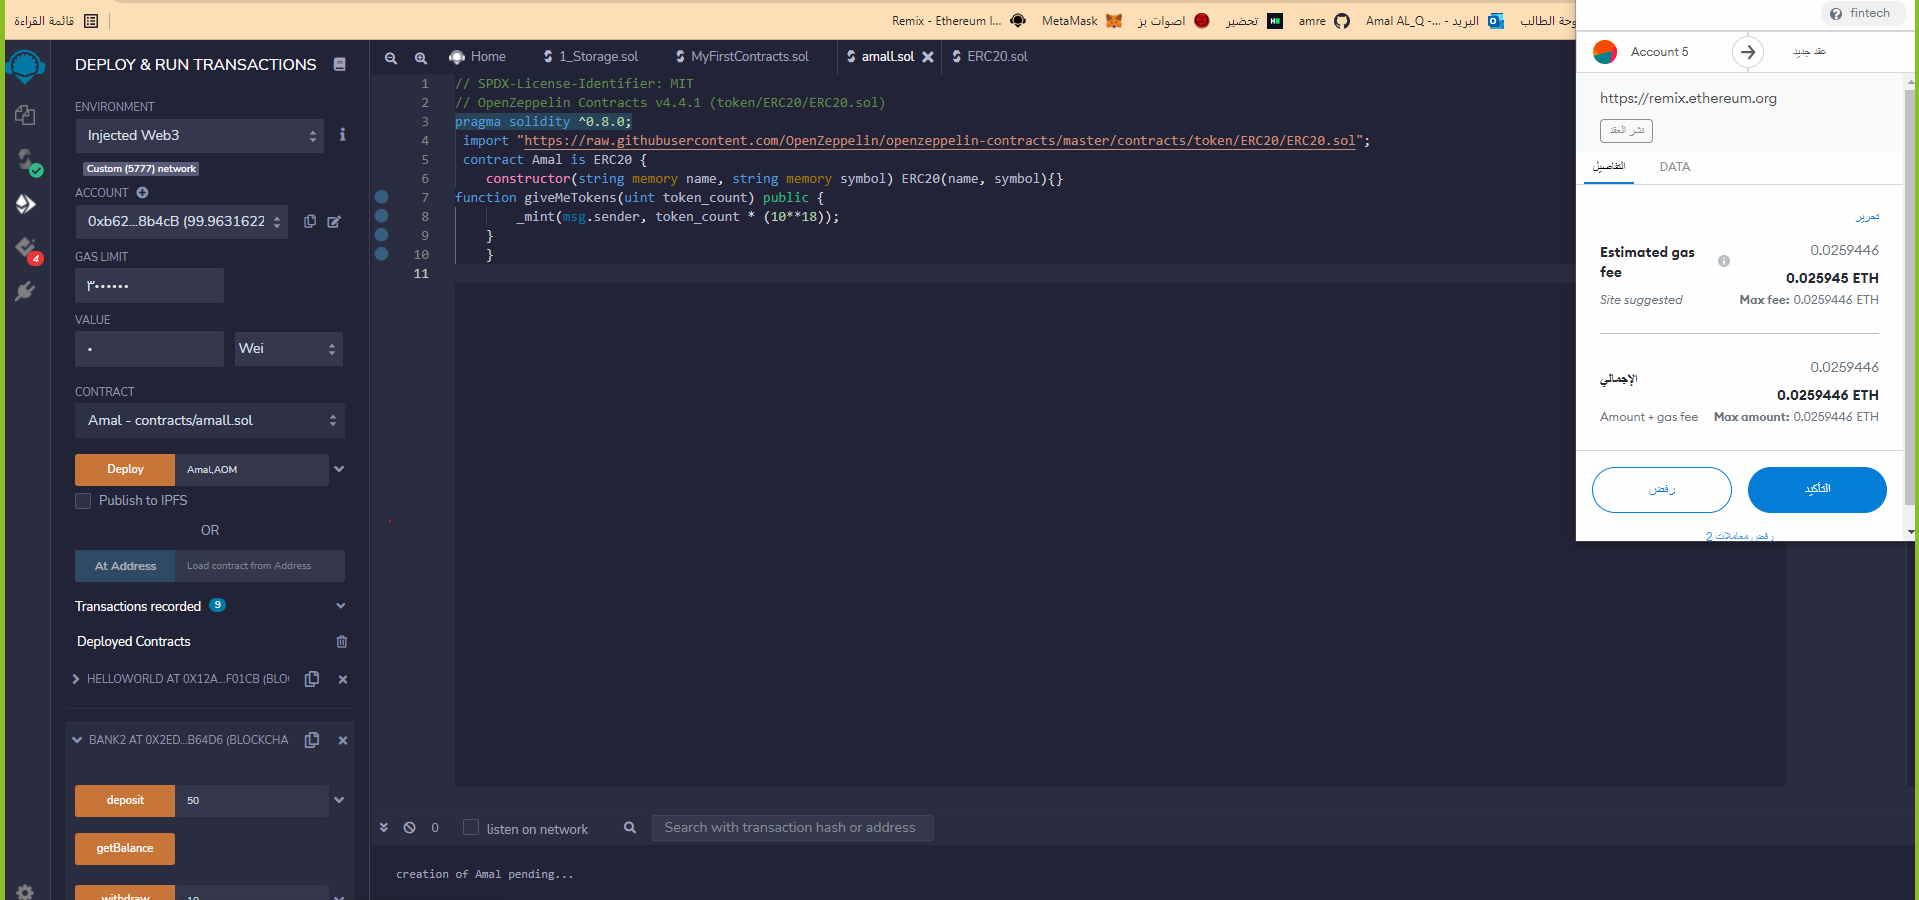 قائمة القراءة
Remix - Ethereum I...
MetaMask
اصوات بز
تحضير
amre
Amal AL_Q -... - البريد
وحة الطالب
fintech
DEPLOY & RUN TRANSACTIONS
ENVIRONMENT
Injected Web3
Custom (5777) network
ACCOUNT
0xb62...8b4cB (99.9631622
GAS LIMIT
٣٠٠٠٠٠٠
VALUE
٠
Wei
CONTRACT
Amal - contracts/amall.sol
Deploy
Amal,AOM
Publish to IPFS
OR
At Address
Load contract from Address
Transactions recorded 9
Deployed Contracts
HELLOWORLD AT 0X12A...F01CB (BLO
BANK2 AT 0X2ED...B64D6 (BLOCKCHA
deposit
50
getBalance
withdraw
10
4
Home
1_Storage.sol
MyFirstContracts.sol
amall.sol
ERC20.sol
1 // SPDX-License-Identifier: MIT
2 // OpenZeppelin Contracts v4.4.1 (token/ERC20/ERC20.sol)
3 pragma solidity ^0.8.0;
4 import "https://raw.githubusercontent.com/OpenZeppelin/openzeppelin-contracts/master/contracts/token/ERC20/ERC20.sol";
5 contract Amal is ERC20 {
6 constructor(string memory name, string memory symbol) ERC20(name, symbol){}
7 function giveMeTokens(uint token_count) public {
8 _mint(msg.sender, token_count * (10**18));
9 }
10 }
11
0
listen on network
Search with transaction hash or address
creation of Amal pending...
Account 5
عقد جديد
https://remix.ethereum.org
نشر العقد
التفاصيل
DATA
تحرير
Estimated gas fee
0.0259446
0.025945 ETH
Site suggested
Max fee: 0.0259446 ETH
0.0259446
الإجمالي
0.0259446 ETH
Amount + gas fee
Max amount: 0.0259446 ETH
رفض
التأكيد
رفض معاملات 2